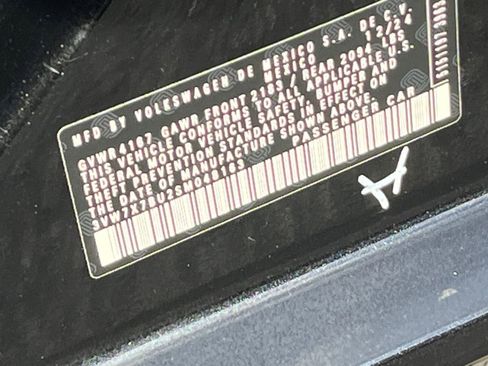 MFD BY VOLKSWAGEN DE MEXICO S.A. DE C.V.
MEXICO 12/24
GVWR 4107 GAWR FRONT 2183 / REAR 2094 LBS
THIS VEHICLE CONFORMS TO ALL APPLICABLE U.S.
FEDERAL MOTOR VEHICLE SAFETY, BUMPER AND
THEFT PREVENTION STANDARDS IN EFFECT ON
THE DATE OF MANUFACTURE SHOWN ABOVE
PASSENGER CAR